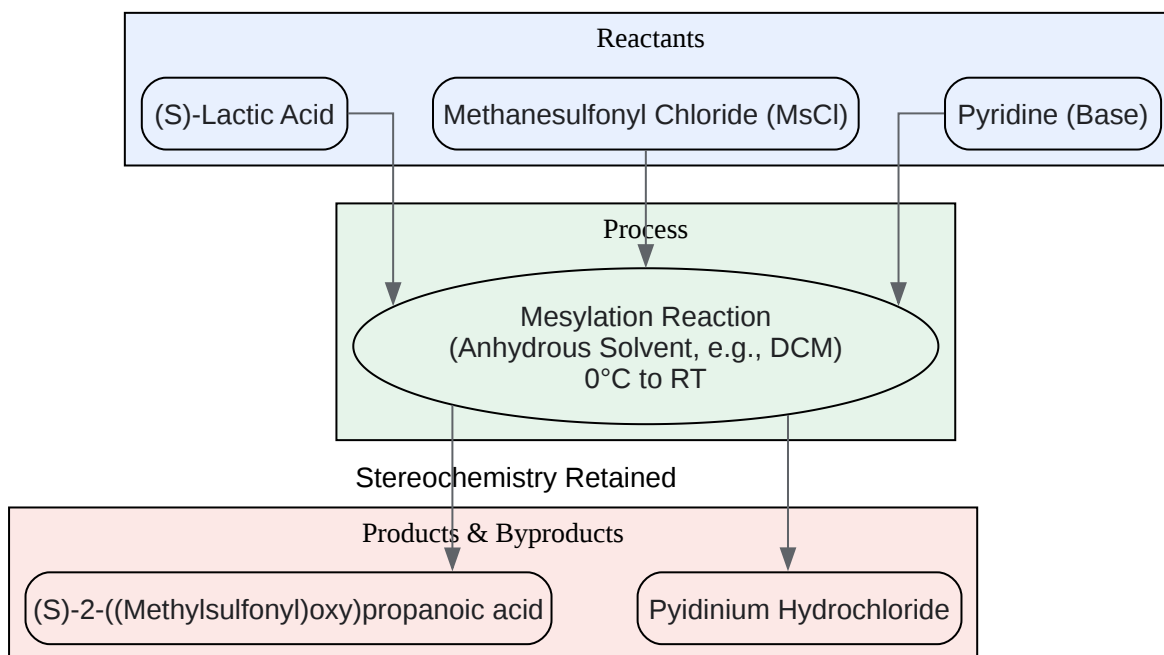 Reactants
(S)-Lactic Acid
Methanesulfonyl Chloride (MsCl)
Pyridine (Base)
Process
Mesylation Reaction
(Anhydrous Solvent, e.g., DCM)
0°C to RT
Stereochemistry Retained
Products & Byproducts
(S)-2-((Methylsulfonyl)oxy)propanoic acid
Pyidinium Hydrochloride